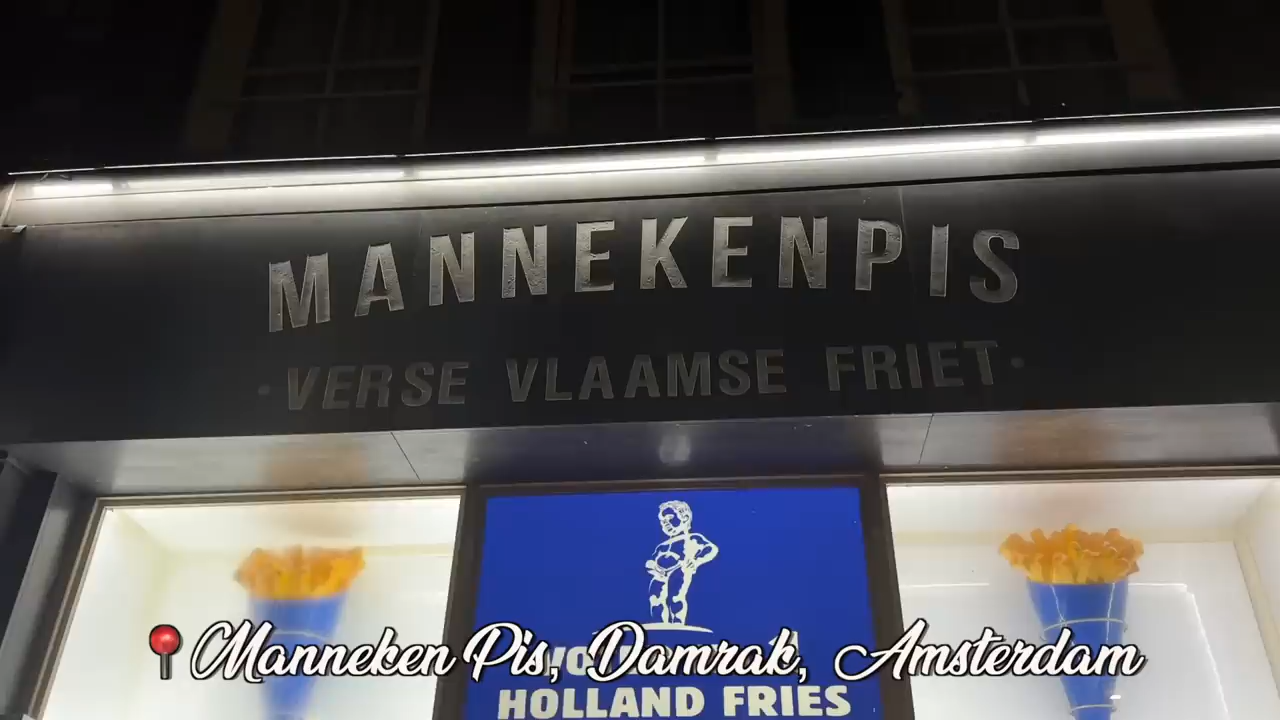 MANNEKENPIS
· VERSE VLAAMSE FRIET ·
📍Manneken Pis, Damrak, Amsterdam
HOLLAND FRIES